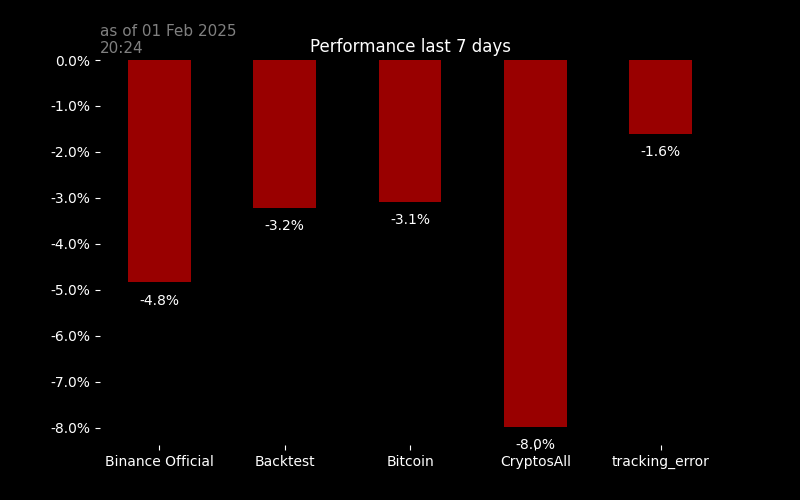 as of 01 Feb 2025
20:24
Performance last 7 days
0.0%
-1.0%
-2.0%
-3.0%
-4.0%
-5.0%
-6.0%
-7.0%
-8.0%
-4.8%
-3.2%
-3.1%
-8.0%
-1.6%
Binance Official
Backtest
Bitcoin
CryptosAll
tracking_error